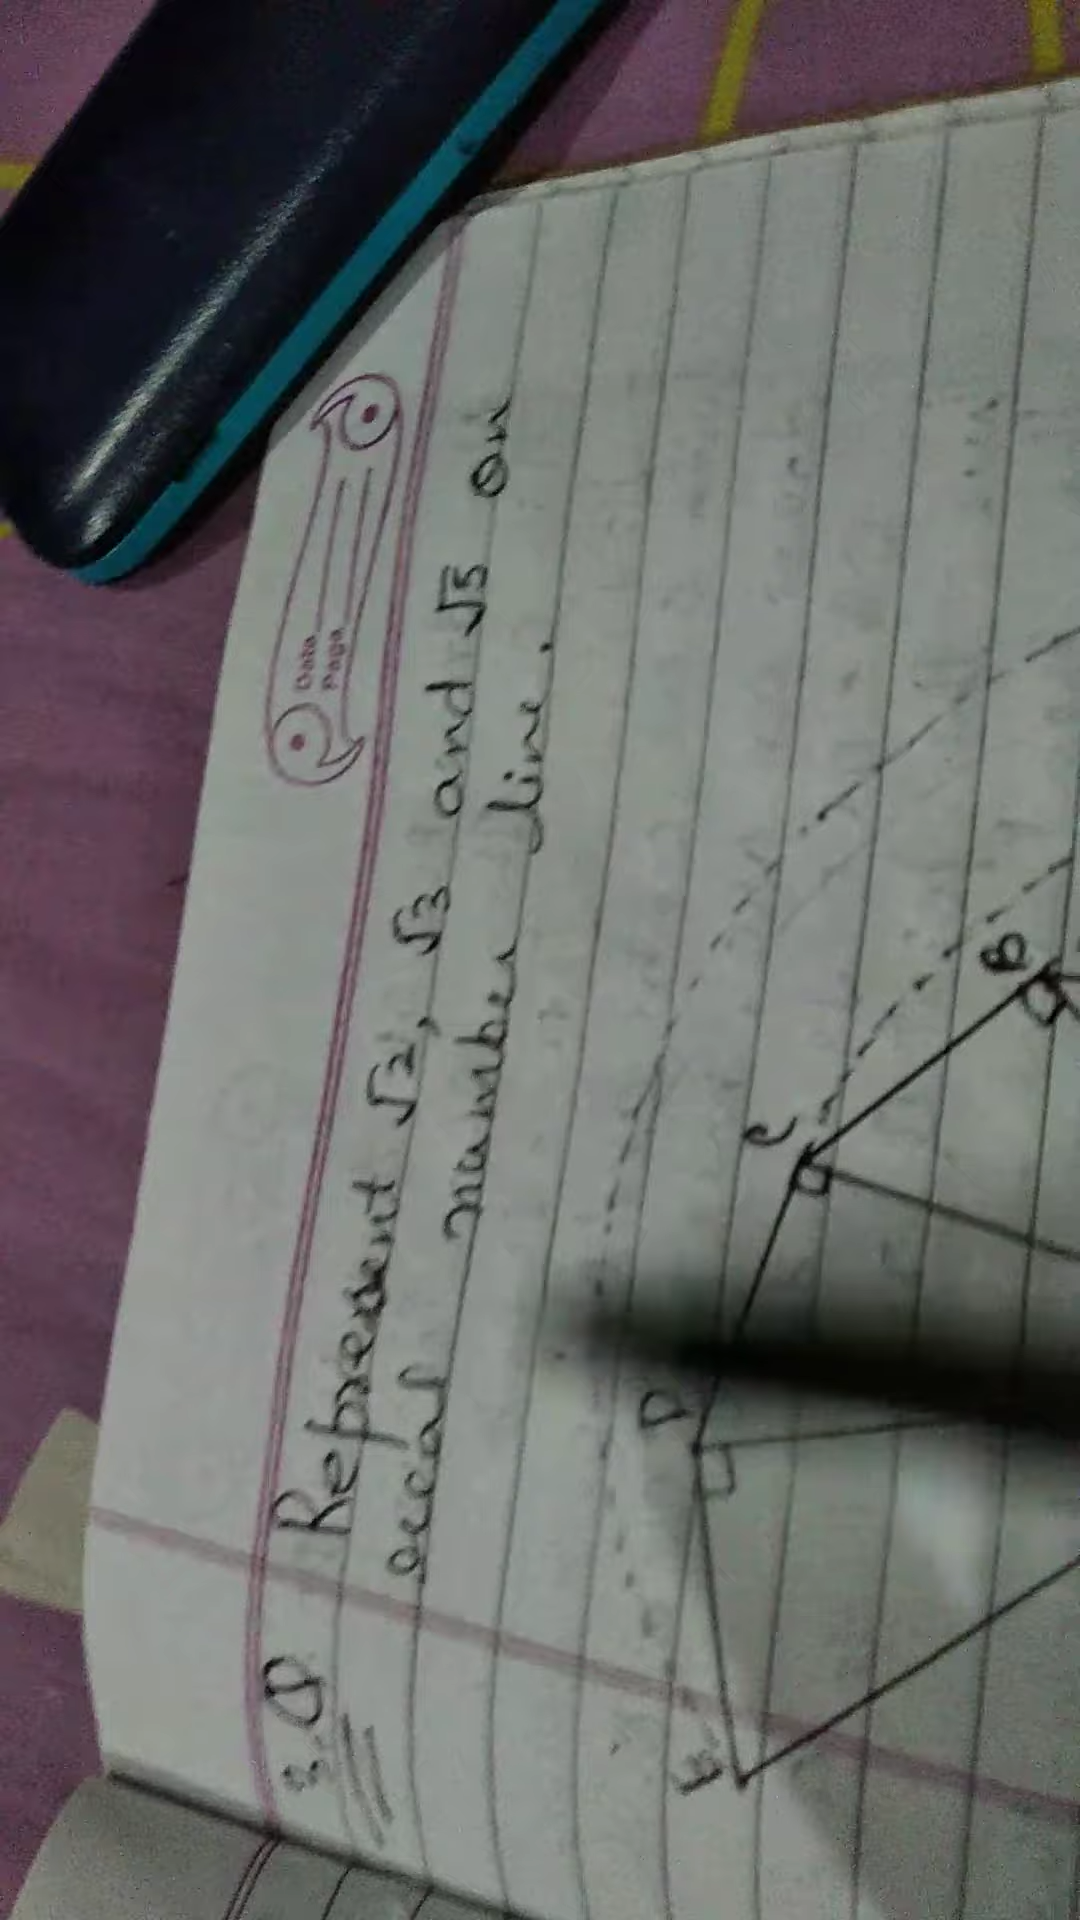 Date
Page
:. Q Represent √2, √3 and √5 on
real number line.
B
C
D
E